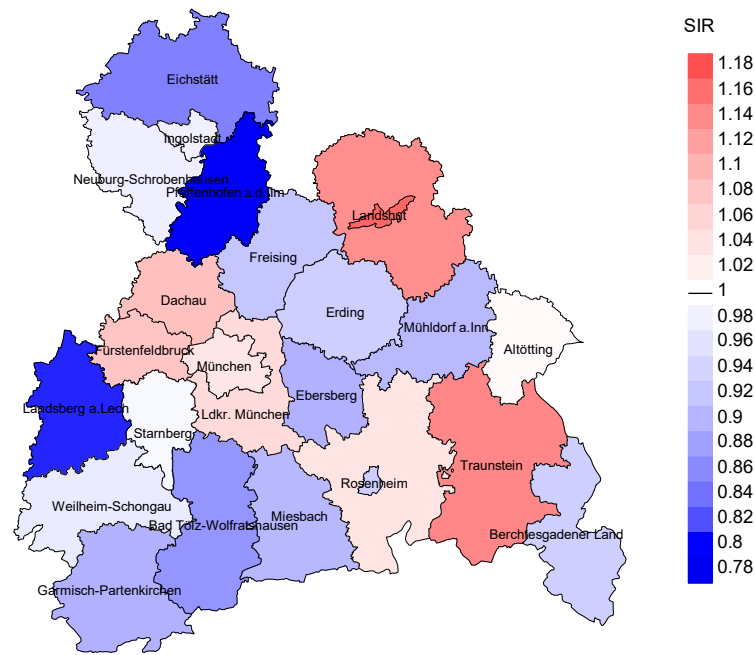 SIR
Eichstätt
Ingolstadt
Neuburg-Schrobenhausen
Pfaffenhofen a.d.Ilm
Landshut
Freising
Dachau
Erding
Mühldorf a.Inn
Altötting
Fürstenfeldbruck
München
Ebersberg
Landsberg a.Lech
Ldkr. München
Starnberg
Traunstein
Rosenheim
Weilheim-Schongau
Miesbach
Bad Tölz-Wolfratshausen
Berchtesgadener Land
Garmisch-Partenkirchen
1.18
1.16
1.14
1.12
1.1
1.08
1.06
1.04
1.02
1
0.98
0.96
0.94
0.92
0.9
0.88
0.86
0.84
0.82
0.8
0.78